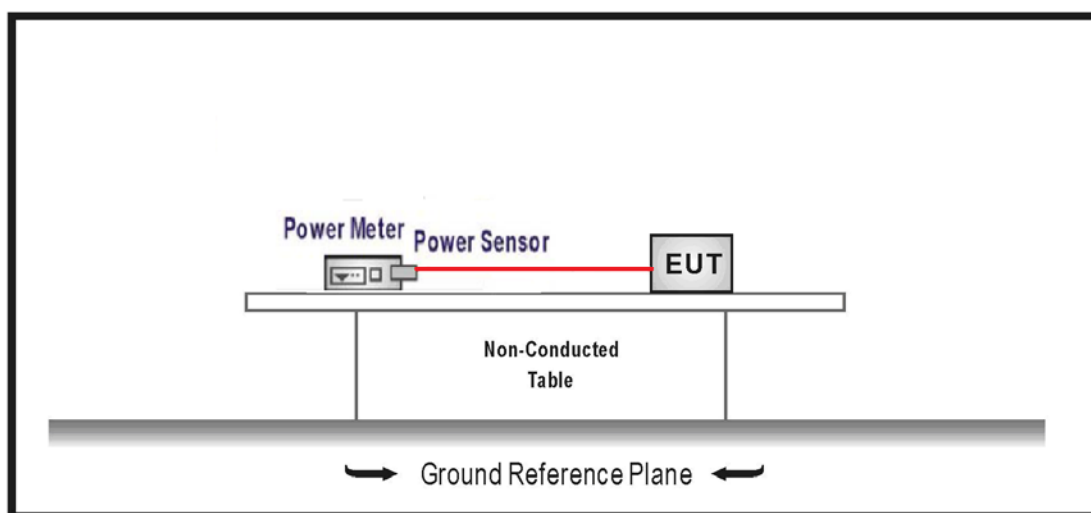 Power Meter
Power Sensor
EUT
Non-Conducted
Table
Ground Reference Plane